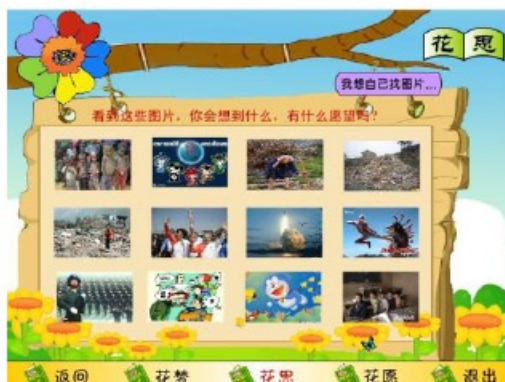 花 思
我想自己找图片...
看到这些图片，你会想到什么，有什么愿望吗？
返回 花梦 花思 花愿 退出